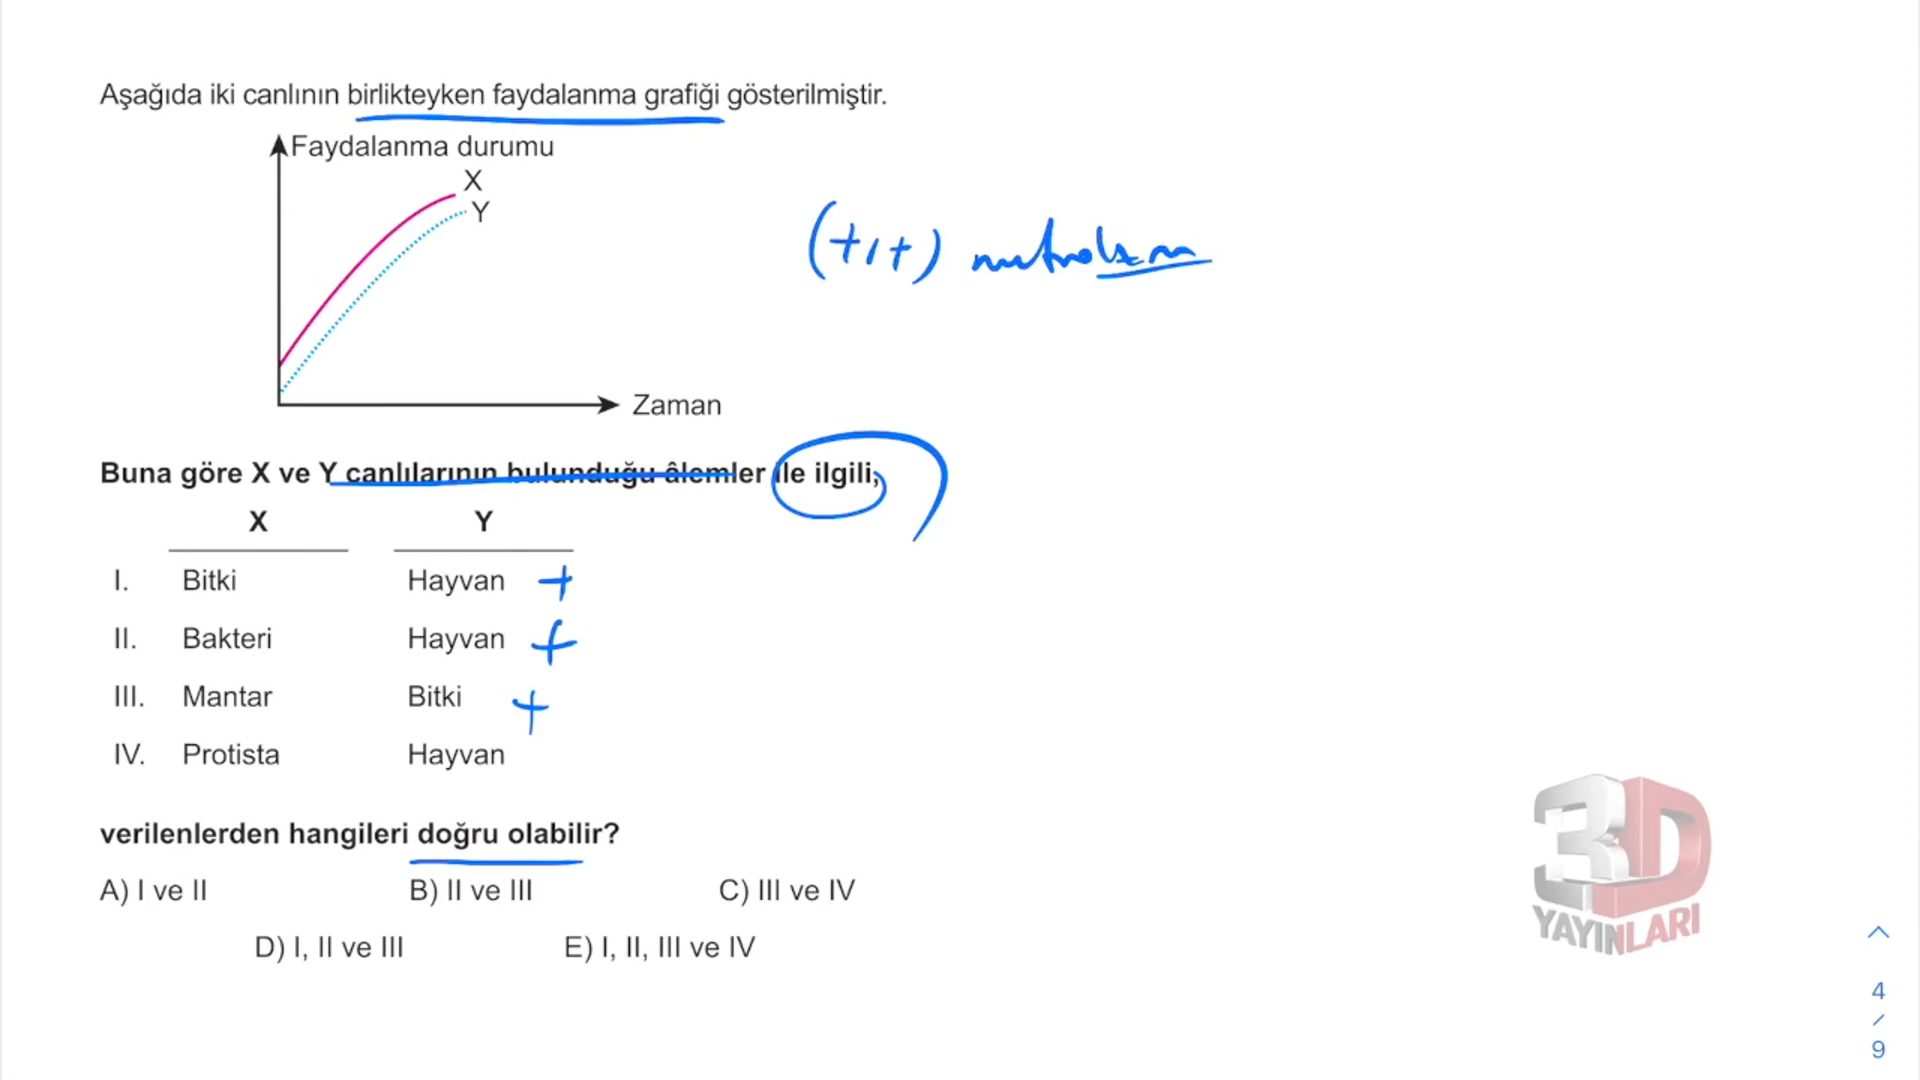 Aşağıda iki canlının birlikteyken faydalanma grafiği gösterilmiştir.
Faydalanma durumu
X
Y
(+,+) mutualizm
Zaman
Buna göre X ve Y canlılarının bulunduğu âlemler ile ilgili,
X Y
I. Bitki Hayvan +
II. Bakteri Hayvan +
III. Mantar Bitki +
IV. Protista Hayvan
verilenlerden hangileri doğru olabilir?
A) I ve II B) II ve III C) III ve IV
D) I, II ve III E) I, II, III ve IV
3D
YAYINLARI
4
/
9